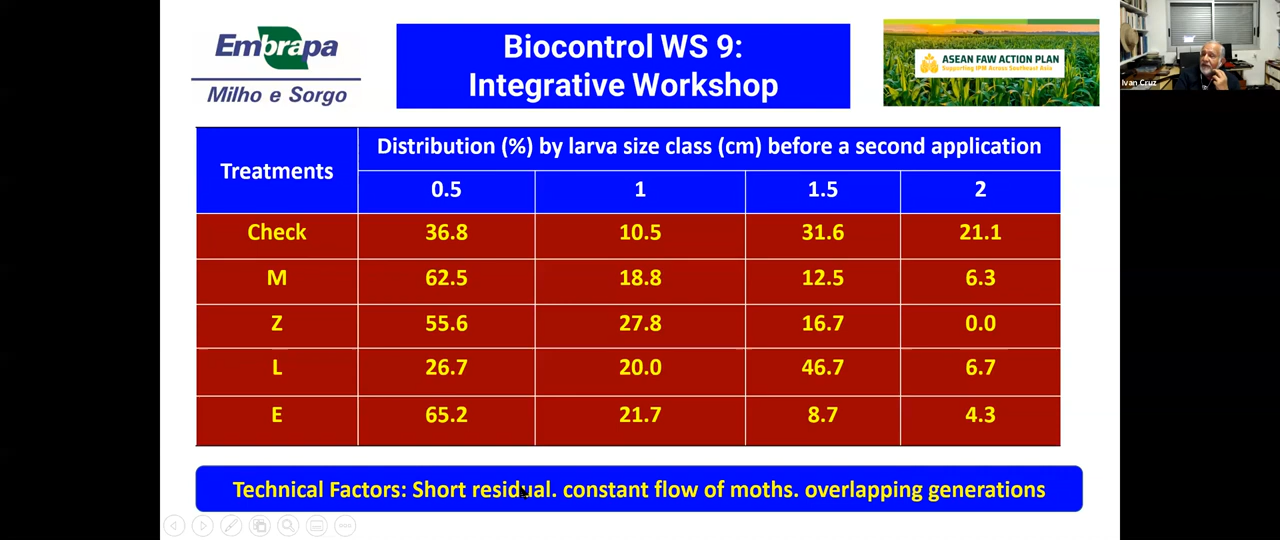 Embrapa
Milho e Sorgo
Biocontrol WS 9:
Integrative Workshop
ASEAN FAW ACTION PLAN
Supporting IPM Across Southeast Asia
Ivan Cruz
Treatments
Distribution (%) by larva size class (cm) before a second application
0.5 1 1.5 2
Check 36.8 10.5 31.6 21.1
M 62.5 18.8 12.5 6.3
Z 55.6 27.8 16.7 0.0
L 26.7 20.0 46.7 6.7
E 65.2 21.7 8.7 4.3
Technical Factors: Short residual. constant flow of moths. overlapping generations